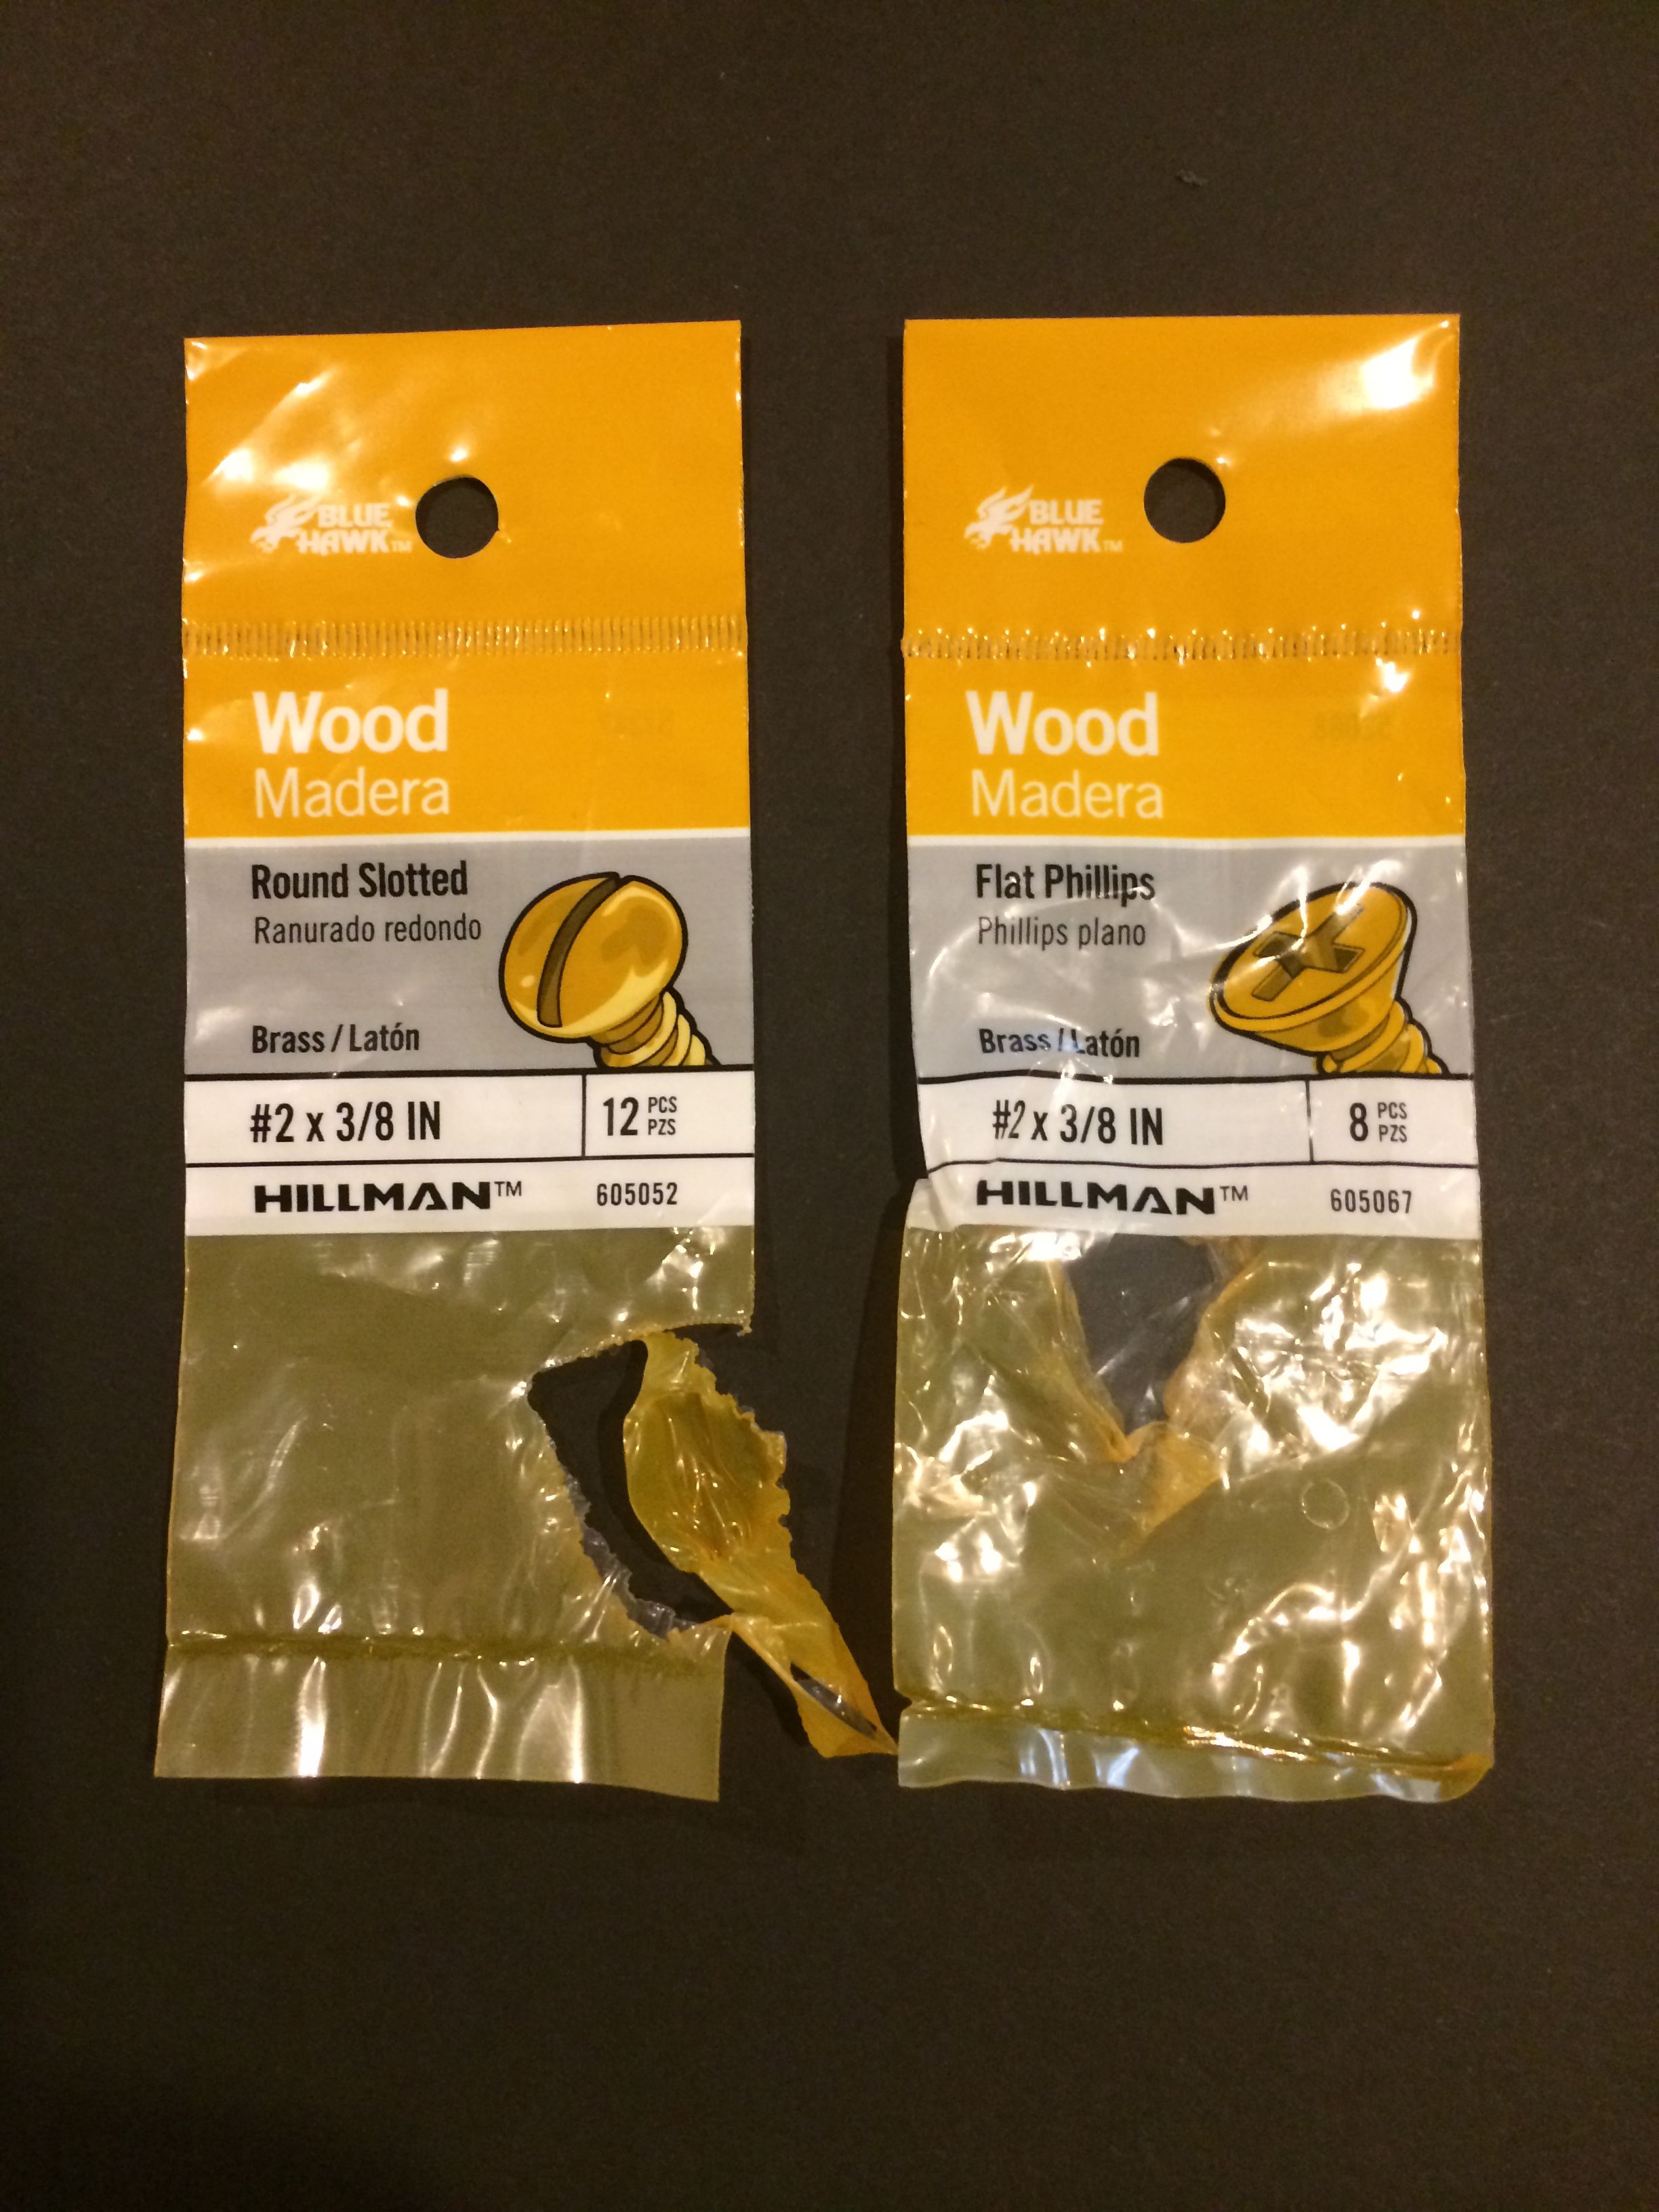 BLUE
HAWK™
Wood
Madera
Round Slotted
Ranurado redondo
Brass / Latón
#2 x 3/8 IN
12 PCS
PZS
HILLMAN™
605052
BLUE
HAWK™
Wood
Madera
Flat Phillips
Phillips plano
Brass / Latón
#2 x 3/8 IN
8 PCS
PZS
HILLMAN™
605067